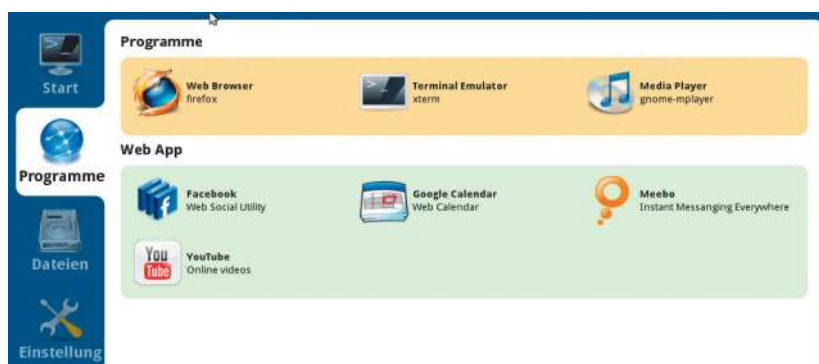 Start
Programme
Dateien
Einstellung
Programme
Web Browser
firefox
Terminal Emulator
xterm
Media Player
gnome-mplayer
Web App
Facebook
Web Social Utility
Google Calendar
Web Calendar
Meebo
Instant Messanging Everywhere
You
Tube
YouTube
Online videos